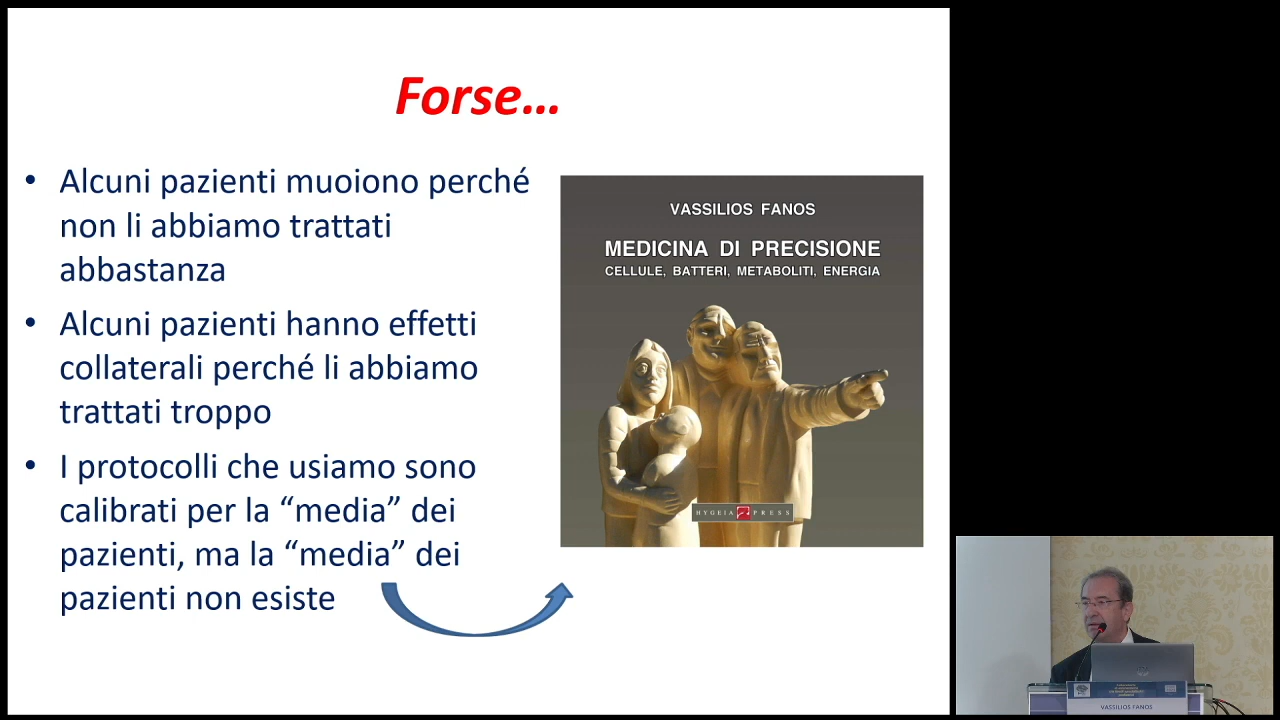 Forse...
• Alcuni pazienti muoiono perché
non li abbiamo trattati
abbastanza
• Alcuni pazienti hanno effetti
collaterali perché li abbiamo
trattati troppo
• I protocolli che usiamo sono
calibrati per la “media” dei
pazienti, ma la “media” dei
pazienti non esiste
VASSILIOS FANOS
MEDICINA DI PRECISIONE
CELLULE, BATTERI, METABOLITI, ENERGIA
HYGEIA PRESS
VASSILIOS FANOS